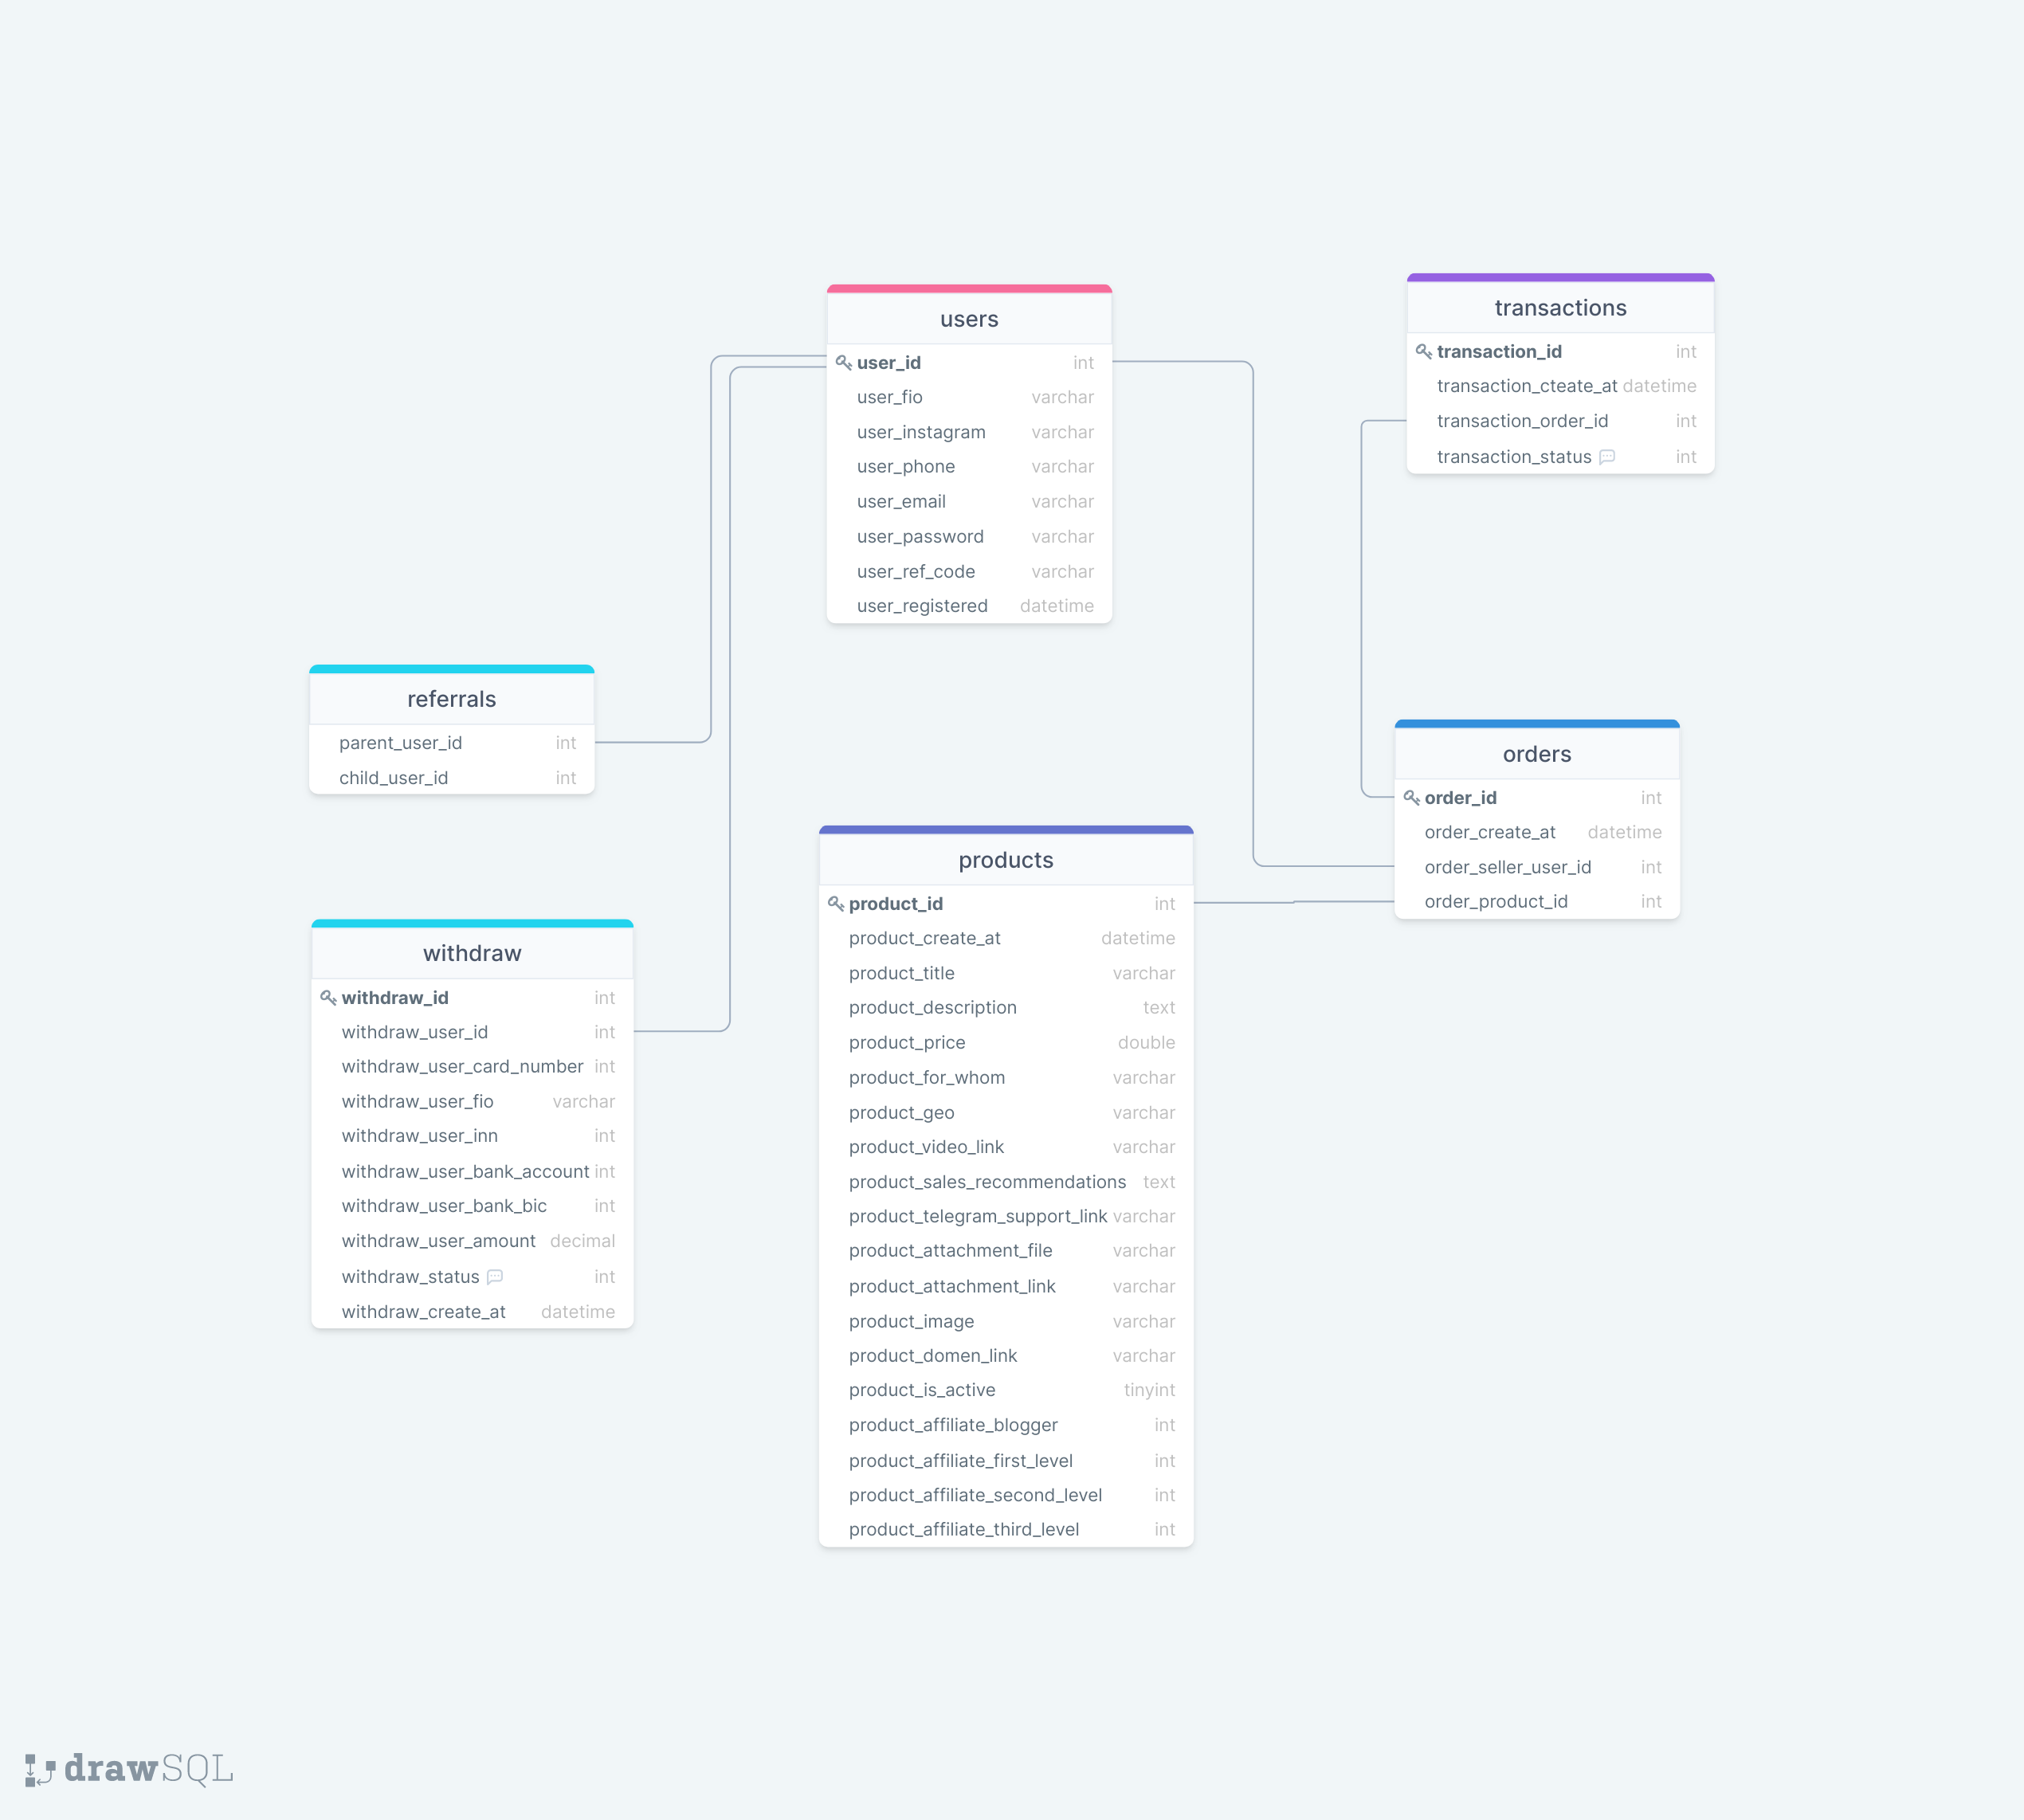 users
user_id int
user_fio varchar
user_instagram varchar
user_phone varchar
user_email varchar
user_password varchar
user_ref_code varchar
user_registered datetime
transactions
transaction_id int
transaction_cteate_at datetime
transaction_order_id int
transaction_status int
referrals
parent_user_id int
child_user_id int
orders
order_id int
order_create_at datetime
order_seller_user_id int
order_product_id int
products
product_id int
product_create_at datetime
product_title varchar
product_description text
product_price double
product_for_whom varchar
product_geo varchar
product_video_link varchar
product_sales_recommendations text
product_telegram_support_link varchar
product_attachment_file varchar
product_attachment_link varchar
product_image varchar
product_domen_link varchar
product_is_active tinyint
product_affiliate_blogger int
product_affiliate_first_level int
product_affiliate_second_level int
product_affiliate_third_level int
withdraw
withdraw_id int
withdraw_user_id int
withdraw_user_card_number int
withdraw_user_fio varchar
withdraw_user_inn int
withdraw_user_bank_account int
withdraw_user_bank_bic int
withdraw_user_amount decimal
withdraw_status int
withdraw_create_at datetime
drawSQL